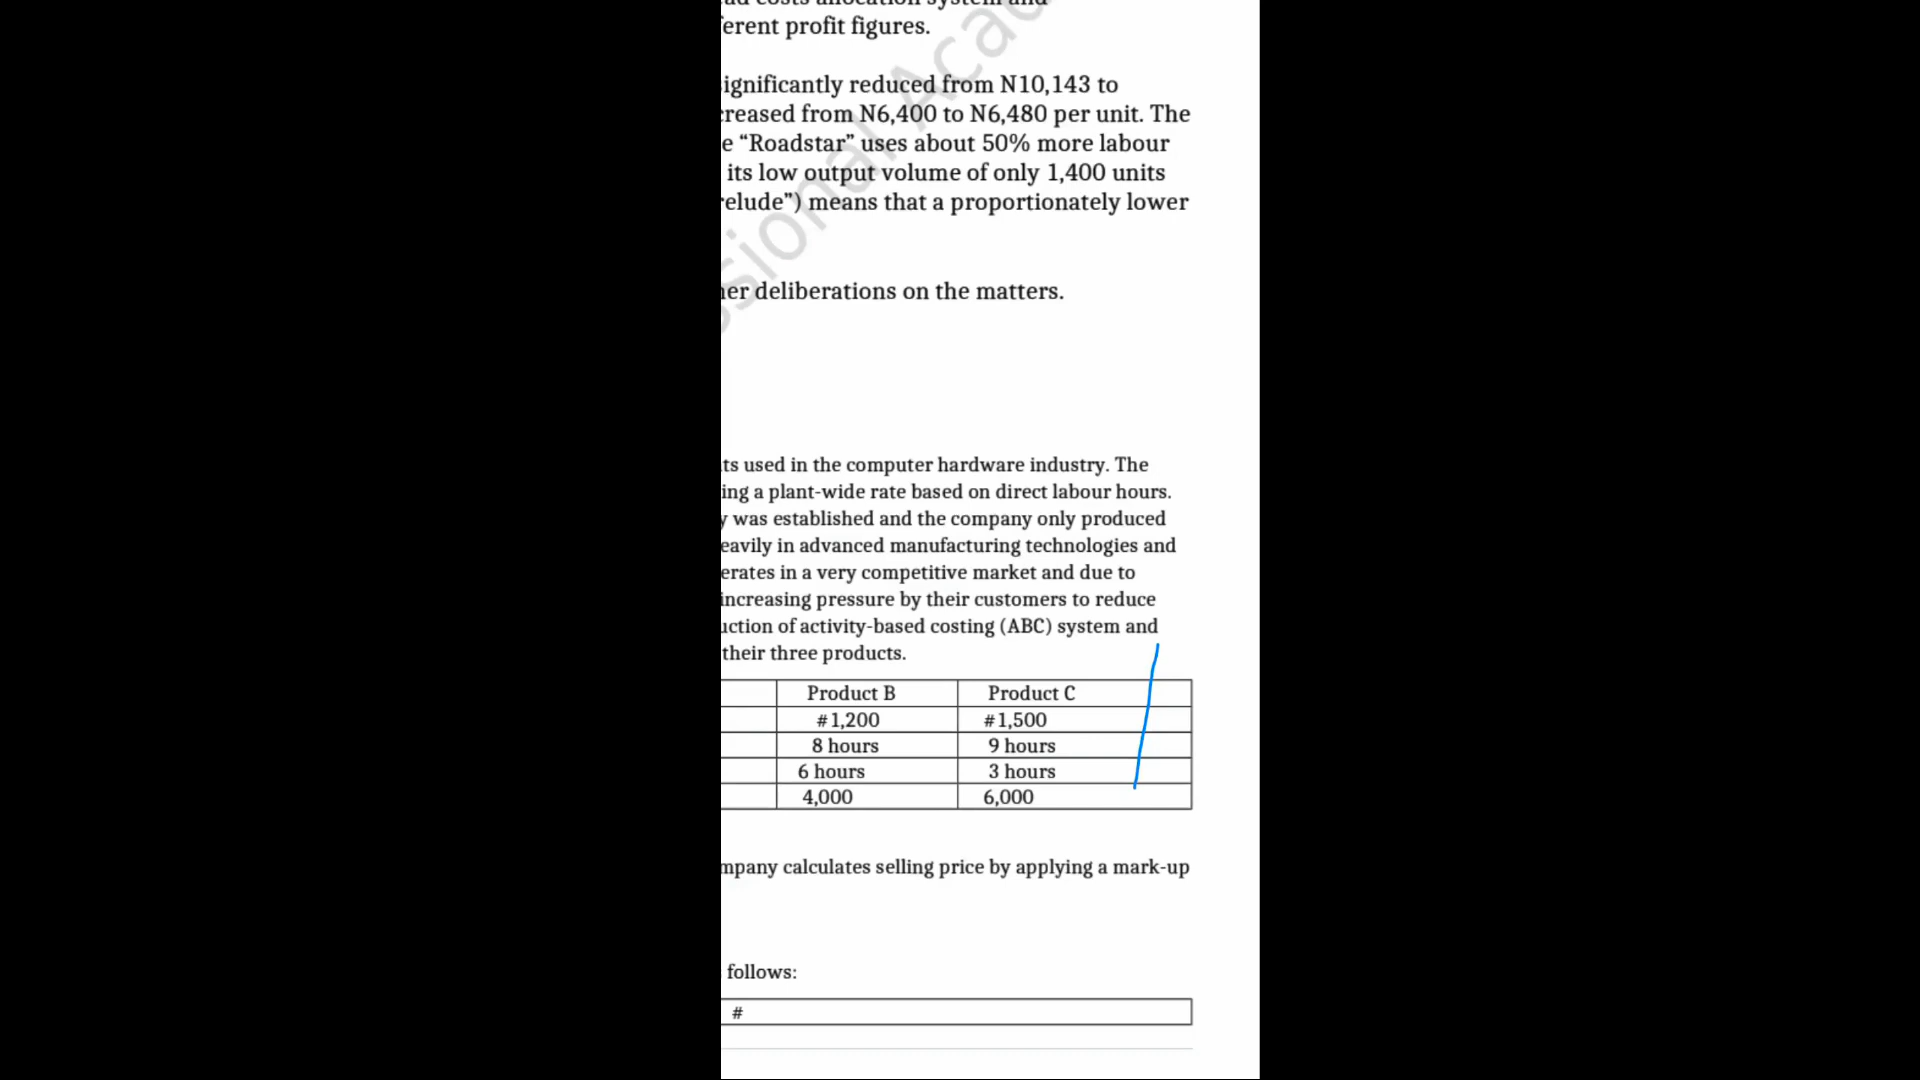 erent profit figures.
ignificantly reduced from N10,143 to
creased from N6,400 to N6,480 per unit. The
e “Roadstar” uses about 50% more labour
its low output volume of only 1,400 units
relude”) means that a proportionately lower
her deliberations on the matters.
ts used in the computer hardware industry. The
ing a plant-wide rate based on direct labour hours.
y was established and the company only produced
eavily in advanced manufacturing technologies and
erates in a very competitive market and due to
increasing pressure by their customers to reduce
uction of activity-based costing (ABC) system and
their three products.
Product B Product C
#1,200 #1,500
8 hours 9 hours
6 hours 3 hours
4,000 6,000
mpany calculates selling price by applying a mark-up
follows:
#